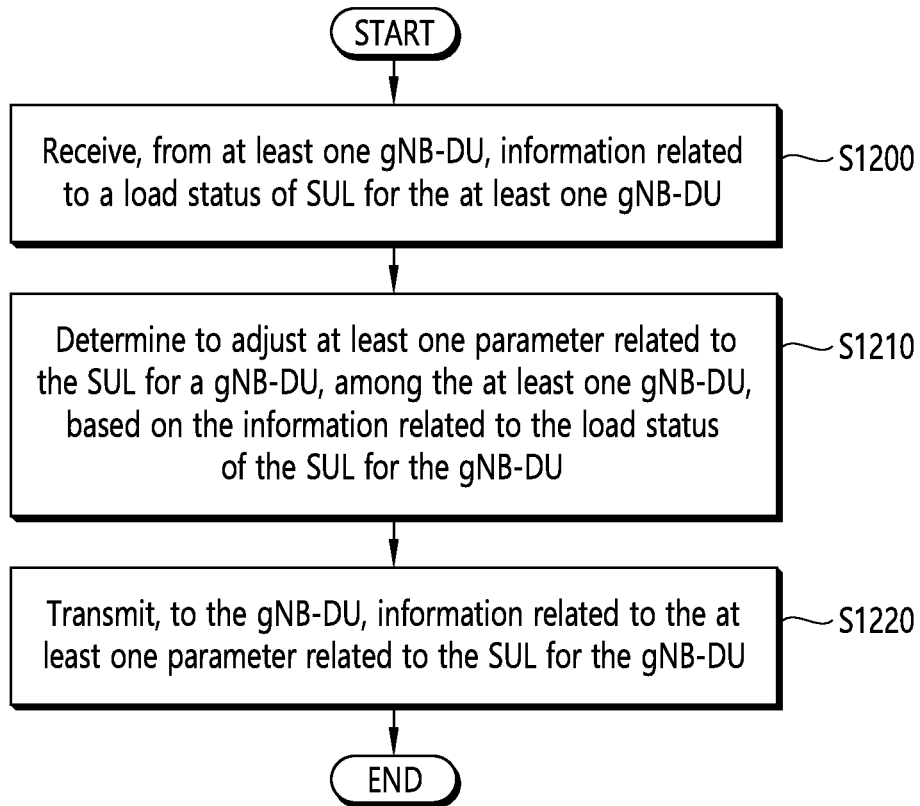 START
Receive, from at least one gNB-DU, information related
to a load status of SUL for the at least one gNB-DU
S1200
Determine to adjust at least one parameter related to
the SUL for a gNB-DU, among the at least one gNB-DU,
based on the information related to the load status
of the SUL for the gNB-DU
S1210
Transmit, to the gNB-DU, information related to the at
least one parameter related to the SUL for the gNB-DU
S1220
END